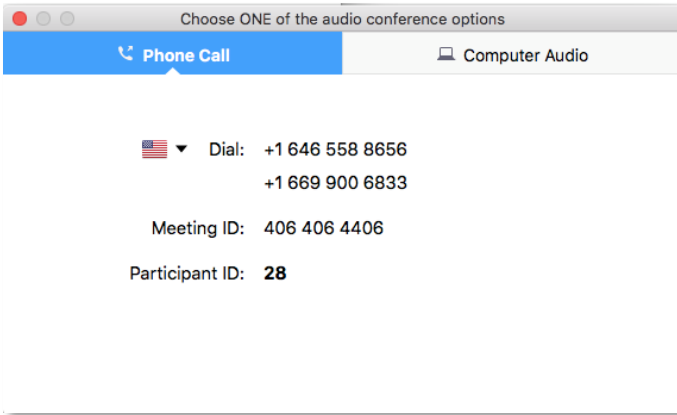 Choose ONE of the audio conference options
Phone Call Computer Audio
Dial: +1 646 558 8656
+1 669 900 6833
Meeting ID: 406 406 4406
Participant ID: 28